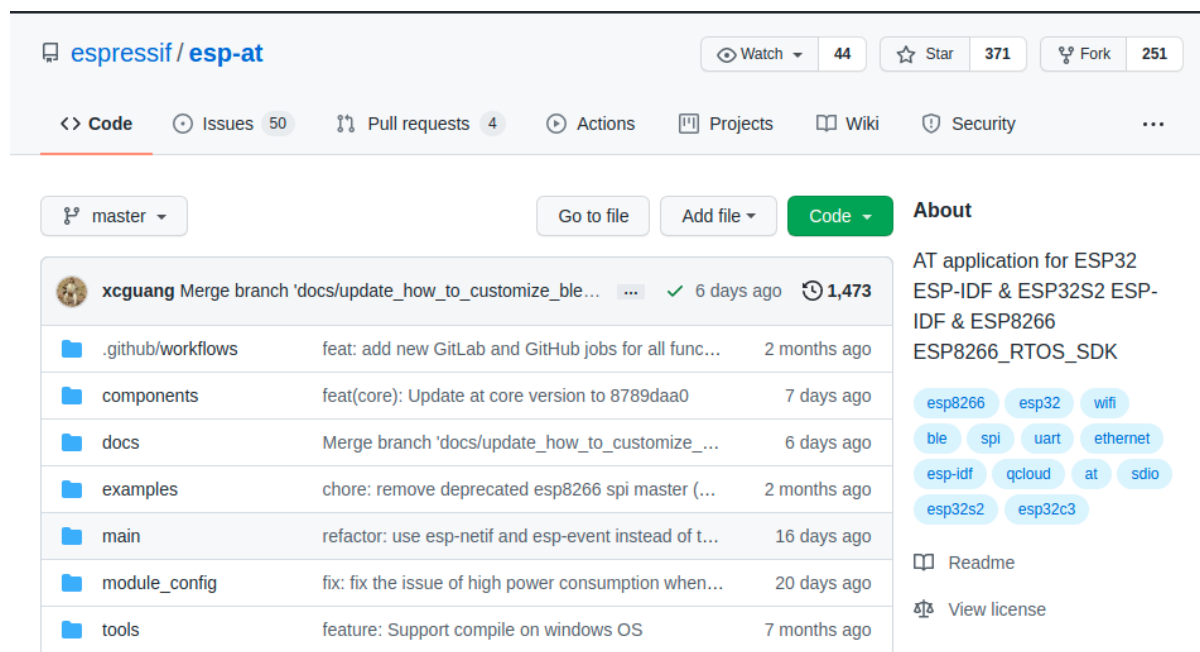 espressif / esp-at
Watch 44 Star 371 Fork 251
Code Issues 50 Pull requests 4 Actions Projects Wiki Security ...
master Go to file Add file Code
xcguang Merge branch 'docs/update_how_to_customize_ble… ... 6 days ago 1,473
.github/workflows feat: add new GitLab and GitHub jobs for all func… 2 months ago
components feat(core): Update at core version to 8789daa0 7 days ago
docs Merge branch 'docs/update_how_to_customize_… 6 days ago
examples chore: remove deprecated esp8266 spi master (… 2 months ago
main refactor: use esp-netif and esp-event instead of t… 16 days ago
module_config fix: fix the issue of high power consumption when… 20 days ago
tools feature: Support compile on windows OS 7 months ago
About
AT application for ESP32
ESP-IDF & ESP32S2 ESP-
IDF & ESP8266
ESP8266_RTOS_SDK
esp8266 esp32 wifi
ble spi uart ethernet
esp-idf qcloud at sdio
esp32s2 esp32c3
Readme
View license